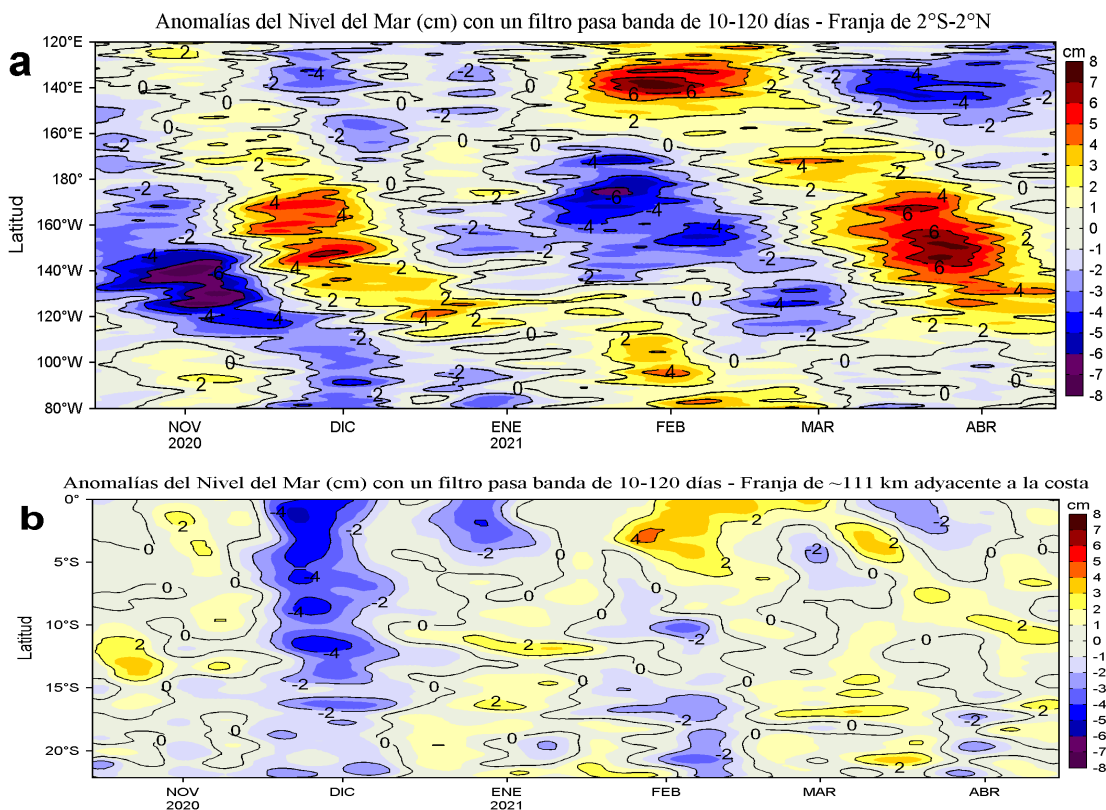 Anomalías del Nivel del Mar (cm) con un filtro pasa banda de 10-120 días - Franja de 2°S-2°N
a
cm
Latitud
120°E
140°E
160°E
180°
160°W
140°W
120°W
100°W
80°W
8
7
6
5
4
3
2
1
0
-1
-2
-3
-4
-5
-6
-7
-8
NOV DIC ENE FEB MAR ABR
2020 2021
Anomalías del Nivel del Mar (cm) con un filtro pasa banda de 10-120 días - Franja de ~111 km adyacente a la costa
b
cm
Latitud
0°
5°S
10°S
15°S
20°S
8
7
6
5
4
3
2
1
0
-1
-2
-3
-4
-5
-6
-7
-8
NOV DIC ENE FEB MAR ABR
2020 2021